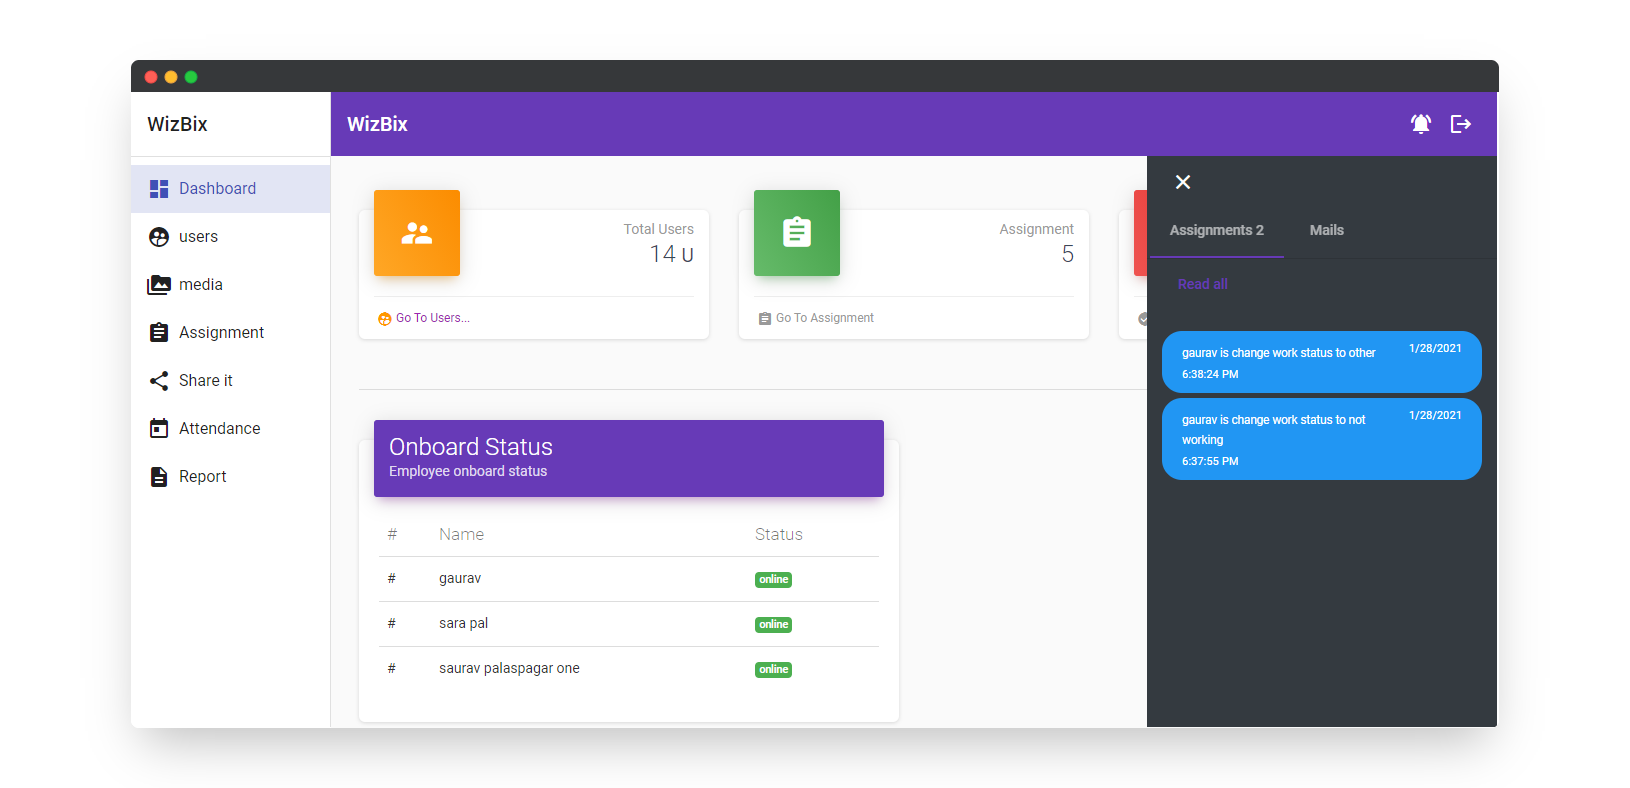 WizBix
WizBix
Dashboard
users
media
Assignment
Share it
Attendance
Report
Total Users
14 u
Go To Users...
Assignment
5
Go To Assignment
Onboard Status
Employee onboard status
# Name Status
# gaurav online
# sara pal online
# saurav palaspagar one online
Assignments 2 Mails
Read all
gaurav is change work status to other 1/28/2021
6:38:24 PM
gaurav is change work status to not 1/28/2021
working
6:37:55 PM